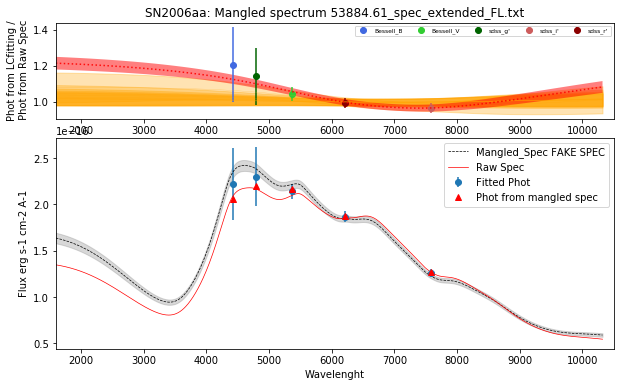 SN2006aa: Mangled spectrum 53884.61_spec_extended_FL.txt
Phot from LCfitting /
Phot from Raw Spec
1.4
1.2
1.0
Bessell_B
Bessell_V
sdss_g'
sdss_i'
sdss_r'
2000 3000 4000 5000 6000 7000 8000 9000 10000
Flux erg s-1 cm-2 A-1
2.5
2.0
1.5
1.0
0.5
Mangled_Spec FAKE SPEC
Raw Spec
Fitted Phot
Phot from mangled spec
2000 3000 4000 5000 6000 7000 8000 9000 10000
Wavelenght